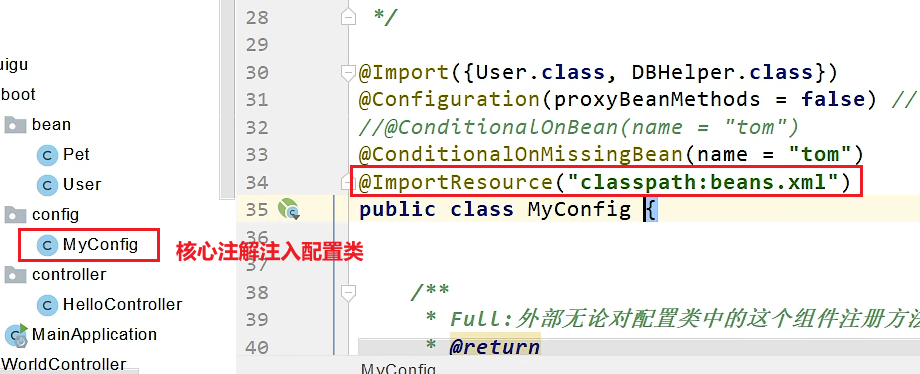 uigu
boot
bean
Pet
User
config
MyConfig
controller
HelloController
MainApplication
WorldController
核心注解注入配置类
28 */
29
30 @Import({User.class, DBHelper.class})
31 @Configuration(proxyBeanMethods = false) //
32 //@ConditionalOnBean(name = "tom")
33 @ConditionalOnMissingBean(name = "tom")
34 @ImportResource("classpath:beans.xml")
35 public class MyConfig {
36
37
38 /**
39 * Full:外部无论对配置类中的这个组件注册方法
40 * @return
MyConfig